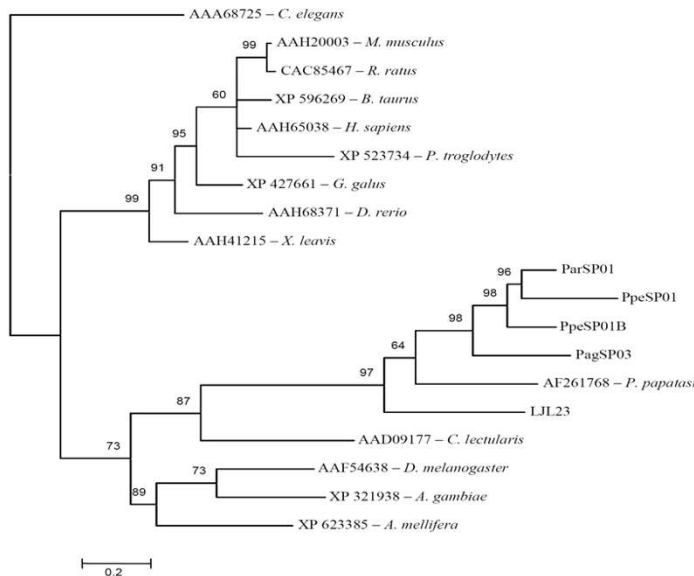 AAA68725 – C. elegans
AAH20003 – M. musculus
99
CAC85467 – R. ratus
60
XP 596269 – B. taurus
AAH65038 – H. sapiens
95
XP 523734 – P. troglodytes
91
XP 427661 – G. galus
99
AAH68371 – D. rerio
AAH41215 – X. leavis
ParSP01
96
PpeSP01
98
PpeSP01B
98
64
PagSP03
97
AF261768 – P. papatasi
87
LJL23
73
AAD09177 – C. lectularis
73
AAF54638 – D. melanogaster
89
XP 321938 – A. gambiae
XP 623385 – A. mellifera
0.2